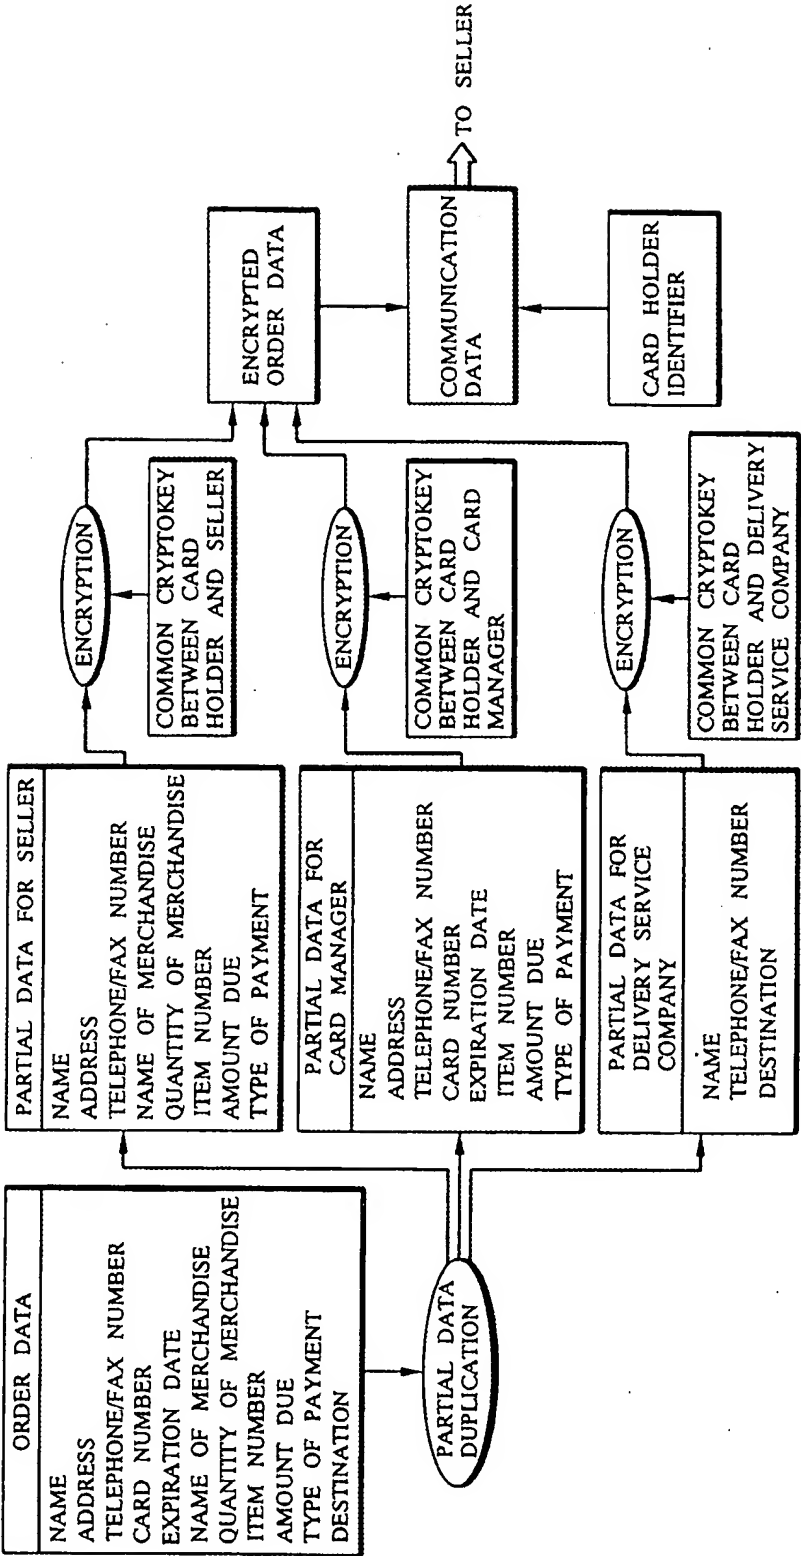 ORDER DATA
NAME
ADDRESS
TELEPHONE/FAX NUMBER
CARD NUMBER
EXPIRATION DATE
NAME OF MERCHANDISE
QUANTITY OF MERCHANDISE
ITEM NUMBER
AMOUNT DUE
TYPE OF PAYMENT
DESTINATION
PARTIAL DATA
DUPLICATION
PARTIAL DATA FOR SELLER
NAME
ADDRESS
TELEPHONE/FAX NUMBER
NAME OF MERCHANDISE
QUANTITY OF MERCHANDISE
ITEM NUMBER
AMOUNT DUE
TYPE OF PAYMENT
PARTIAL DATA FOR
CARD MANAGER
NAME
ADDRESS
TELEPHONE/FAX NUMBER
CARD NUMBER
EXPIRATION DATE
ITEM NUMBER
AMOUNT DUE
TYPE OF PAYMENT
PARTIAL DATA FOR
DELIVERY SERVICE
COMPANY
NAME
TELEPHONE/FAX NUMBER
DESTINATION
ENCRYPTION
COMMON CRYPTOKEY
BETWEEN CARD
HOLDER AND SELLER
ENCRYPTION
COMMON CRYPTOKEY
BETWEEN CARD
HOLDER AND CARD
MANAGER
ENCRYPTION
COMMON CRYPTOKEY
BETWEEN CARD
HOLDER AND DELIVERY
SERVICE COMPANY
ENCRYPTED
ORDER DATA
COMMUNICATION
DATA
CARD HOLDER
IDENTIFIER
TO SELLER